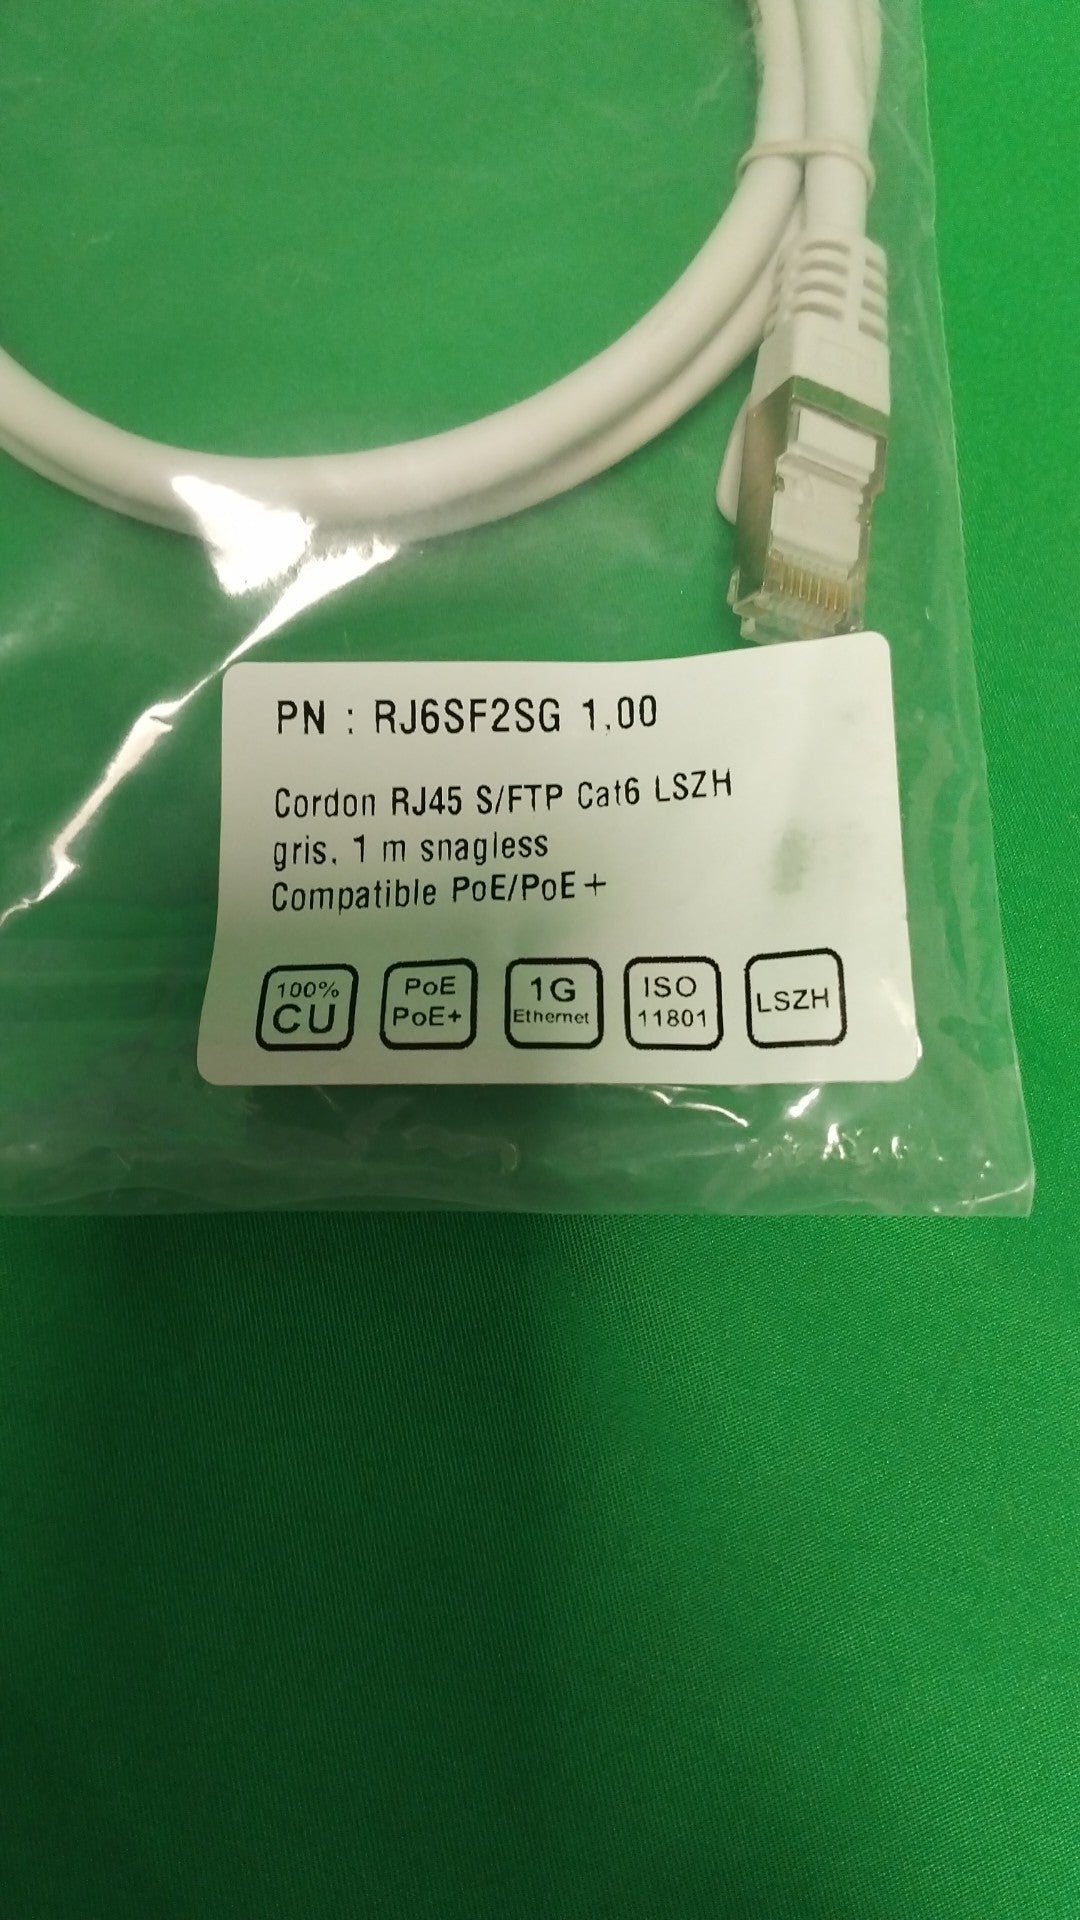 PN : RJ6SF2SG 1.00
Cordon RJ45 S/FTP Cat6 LSZH
gris, 1 m snagless
Compatible PoE/PoE+
100%
CU
PoE
PoE+
1G
Ethernet
ISO
11801
LSZH